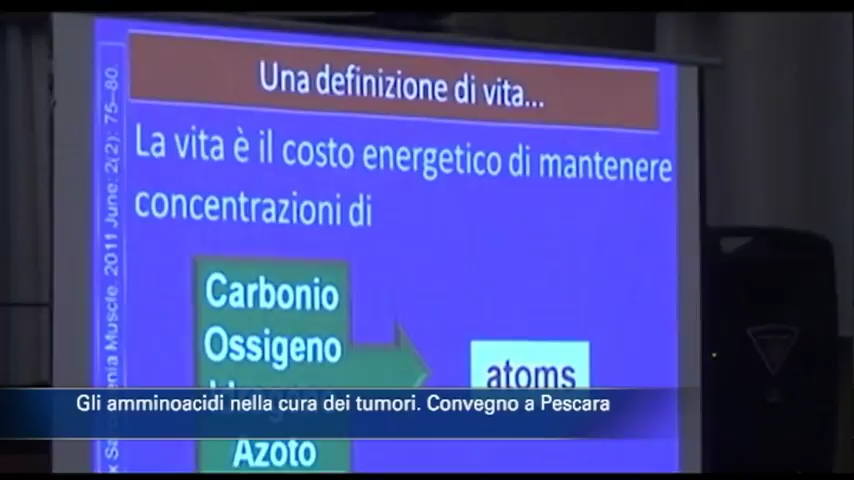 Una definizione di vita...
La vita è il costo energetico di mantenere
concentrazioni di
Carbonio
Ossigeno
Azoto
atoms
2011 June; 2(2): 75–80.
Muscle.
Gli amminoacidi nella cura dei tumori. Convegno a Pescara